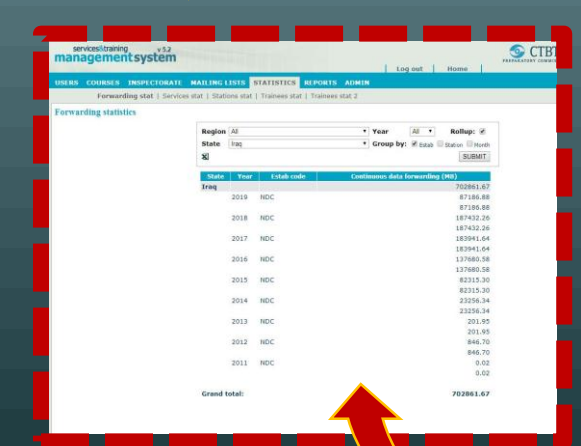 services&training v 5.2
management system
CTBT
PREPARATORY COMMI
Log out | Home |
USERS COURSES INSPECTORATE MAILING LISTS STATISTICS REPORTS ADMIN
Forwarding stat | Services stat | Stations stat | Trainees stat | Trainees stat 2
Forwarding statistics
Region All Year All Rollup:
State Iraq Group by: Estab Station Month
SUBMIT
State Year Estab code Continuous data forwarding (MB)
Iraq 702861.67
2019 NDC 87186.88
87186.88
2018 NDC 187432.26
187432.26
2017 NDC 183941.64
183941.64
2016 NDC 137680.58
137680.58
2015 NDC 82315.30
82315.30
2014 NDC 23256.34
23256.34
2013 NDC 201.95
201.95
2012 NDC 846.70
846.70
2011 NDC 0.02
0.02
Grand total: 702861.67